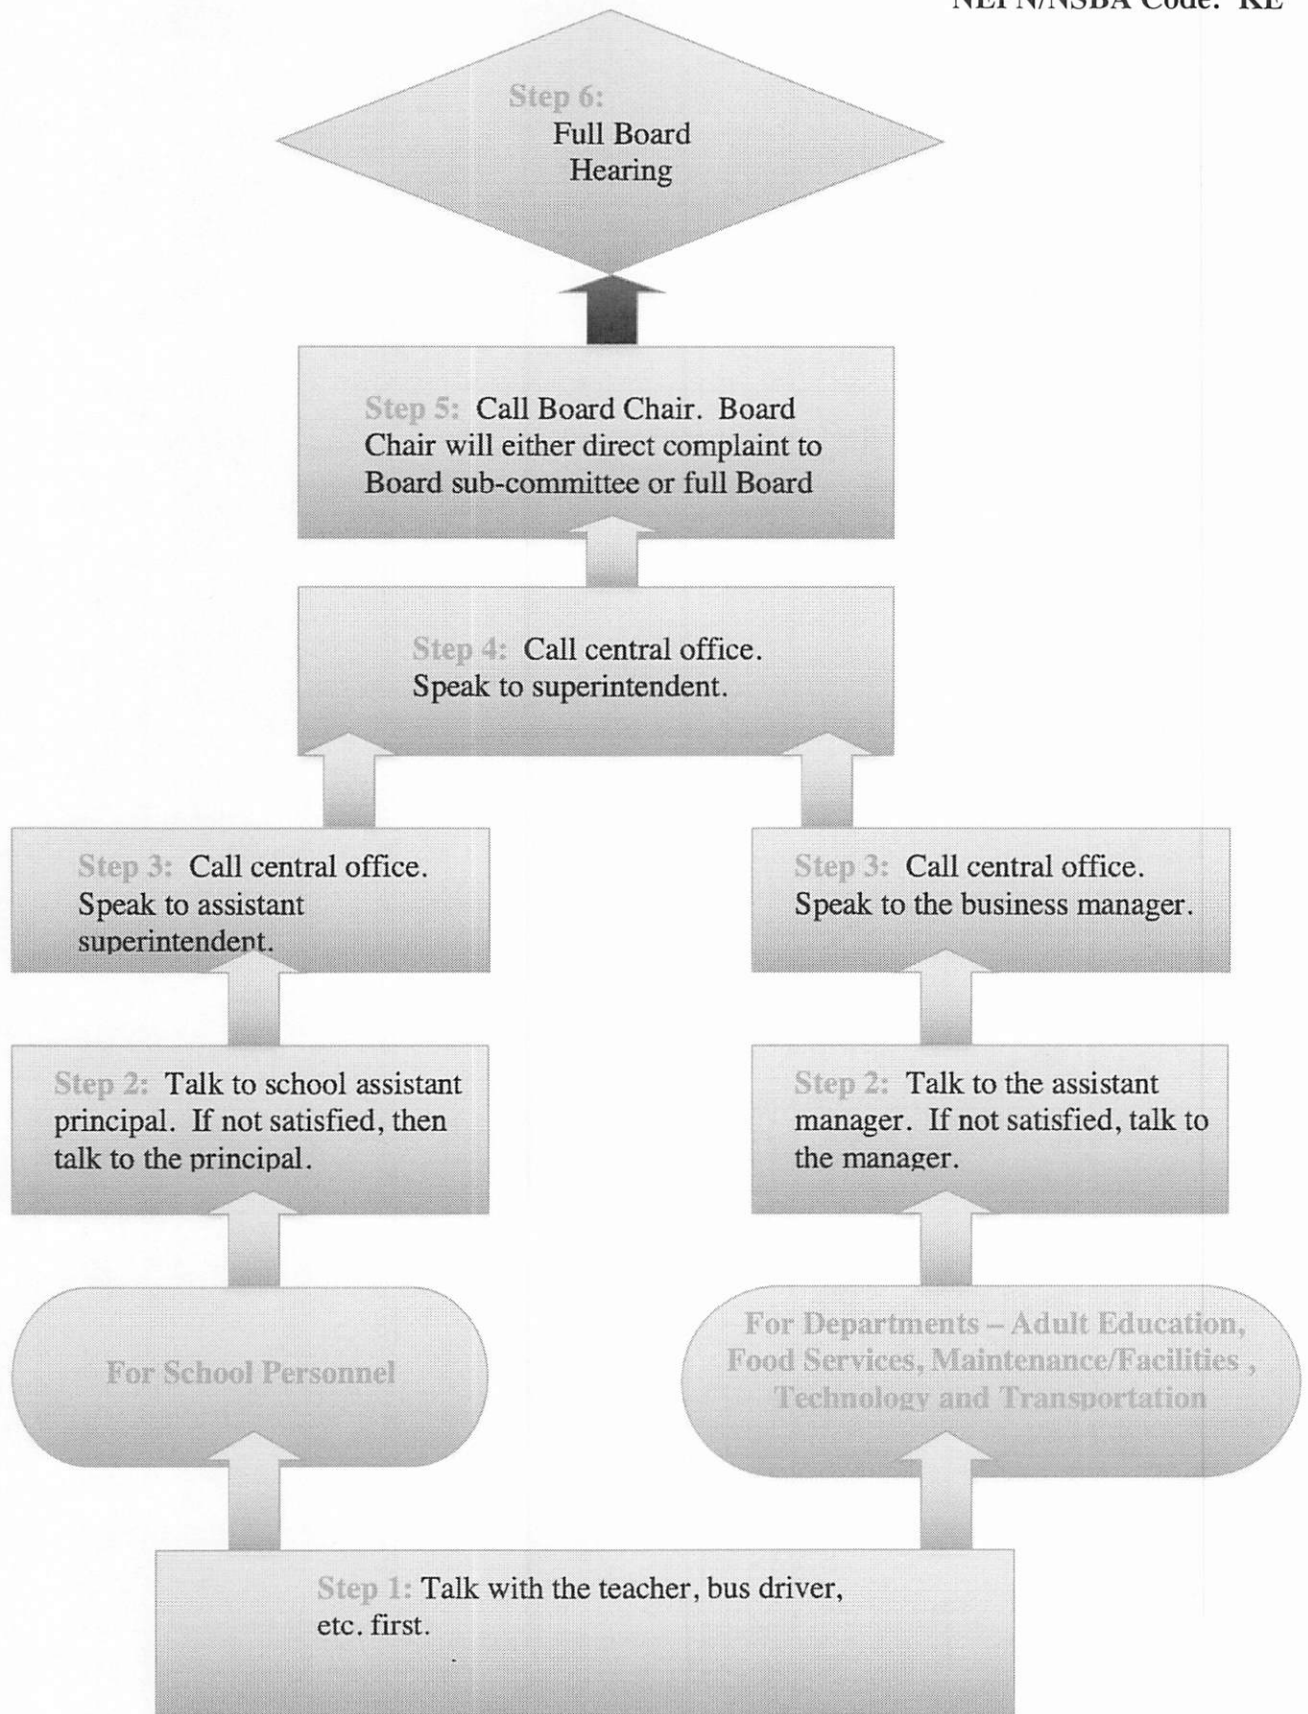 NEPN/NSBA Code: KE
Step 6:
Full Board
Hearing
Step 5: Call Board Chair. Board
Chair will either direct complaint to
Board sub-committee or full Board
Step 4: Call central office.
Speak to superintendent.
Step 3: Call central office.
Speak to assistant
superintendent.
Step 3: Call central office.
Speak to the business manager.
Step 2: Talk to school assistant
principal. If not satisfied, then
talk to the principal.
Step 2: Talk to the assistant
manager. If not satisfied, talk to
the manager.
For School Personnel
For Departments – Adult Education,
Food Services, Maintenance/Facilities ,
Technology and Transportation
Step 1: Talk with the teacher, bus driver,
etc. first.